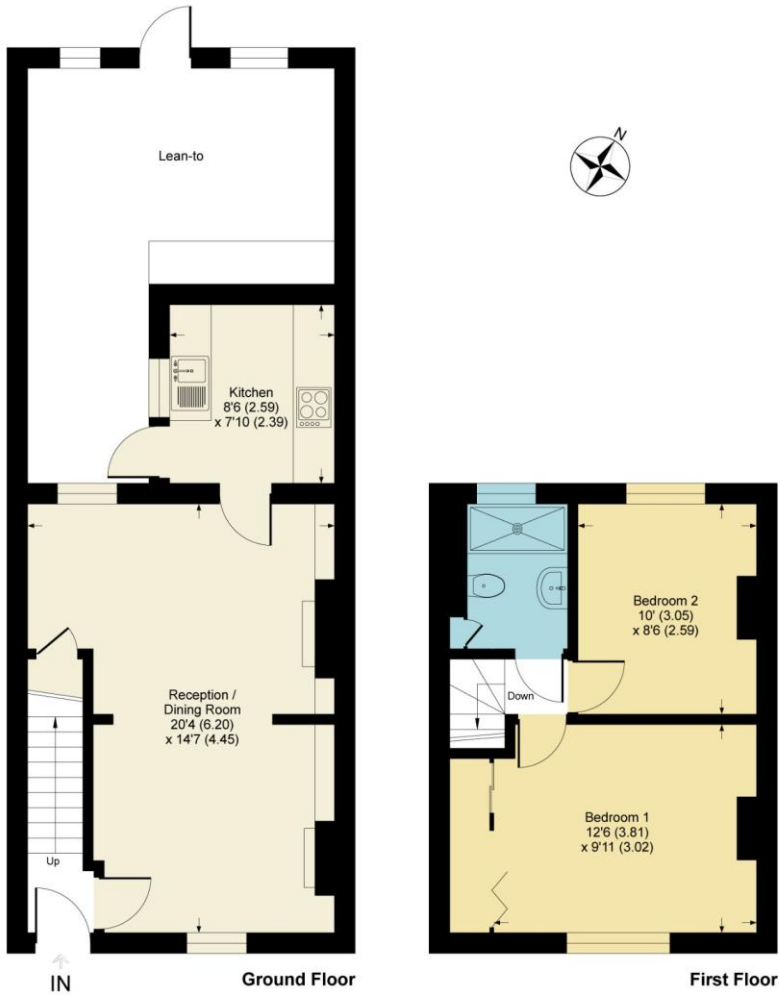 N
Lean-to
Kitchen
8'6 (2.59)
x 7'10 (2.39)
Reception /
Dining Room
20'4 (6.20)
x 14'7 (4.45)
Up
IN
Ground Floor
Bedroom 2
10' (3.05)
x 8'6 (2.59)
Down
Bedroom 1
12'6 (3.81)
x 9'11 (3.02)
First Floor